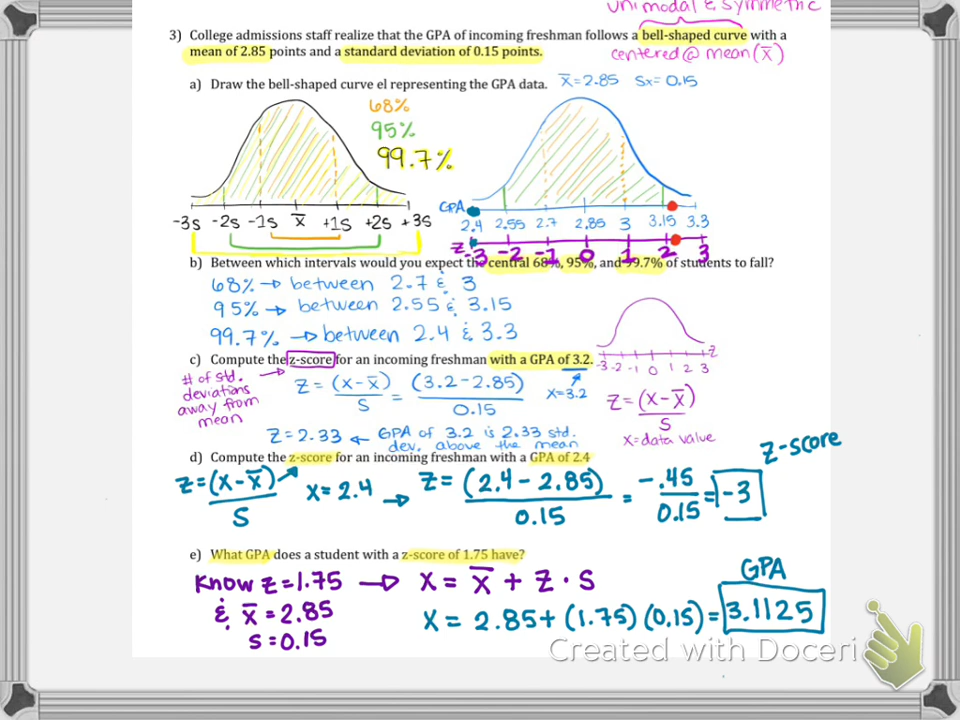 unimodal & symmetric
3) College admissions staff realize that the GPA of incoming freshman follows a bell-shaped curve with a
mean of 2.85 points and a standard deviation of 0.15 points.
centered @ mean (x̄)
a) Draw the bell-shaped curve el representing the GPA data.
x̄=2.85 Sx=0.15
68%
95%
99.7%
-3s -2s -1s x̄ +1s +2s +3s
GPA
2.4 2.55 2.7 2.85 3 3.15 3.3
z
-3 -2 -1 0 1 2 3
b) Between which intervals would you expect the central 68%, 95%, and 99.7% of students to fall?
68% → between 2.7 & 3
95% → between 2.55 & 3.15
99.7% → between 2.4 & 3.3
-3 -2 -1 0 1 2 3 z
c) Compute the z-score for an incoming freshman with a GPA of 3.2.
# of std.
deviations
away from
mean
z = (x-x̄)/s = (3.2-2.85)/0.15
x=3.2
z = 2.33 ← GPA of 3.2 is 2.33 std.
dev. above the mean
z = (x-x̄)/s
x=data value
d) Compute the z-score for an incoming freshman with a GPA of 2.4
z-score
z=(x-x̄)/s x=2.4 → z = (2.4-2.85)/0.15 = -.45/0.15 = -3
e) What GPA does a student with a z-score of 1.75 have?
GPA
Know z=1.75 → x = x̄ + z·s
& x̄=2.85
s=0.15
x = 2.85+(1.75)(0.15)= 3.1125
Created with Doceri